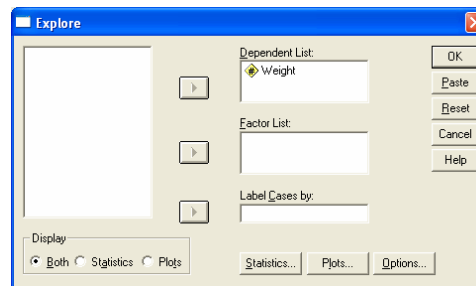 Explore
Dependent List:
Weight
Factor List:
Label Cases by:
OK
Paste
Reset
Cancel
Help
Display
Both Statistics Plots
Statistics... Plots... Options...